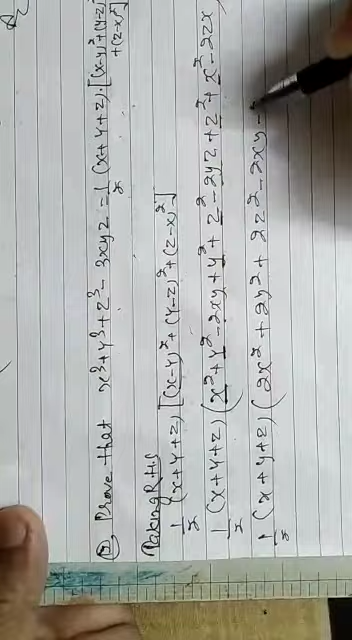 Prove that x³+y³+z³-3xyz = 1/2 (x+y+z).[(x-y)²+(y-z)²
+(z-x)²]
Taking RHS
1/2 (x+y+z) [(x-y)²+(y-z)²+(z-x)²]
1/2 (x+y+z) (x²+y²-2xy+y²+z²-2yz+z²+x²-2zx
1/2 (x+y+z) (2x²+2y²+2z²-2xy-